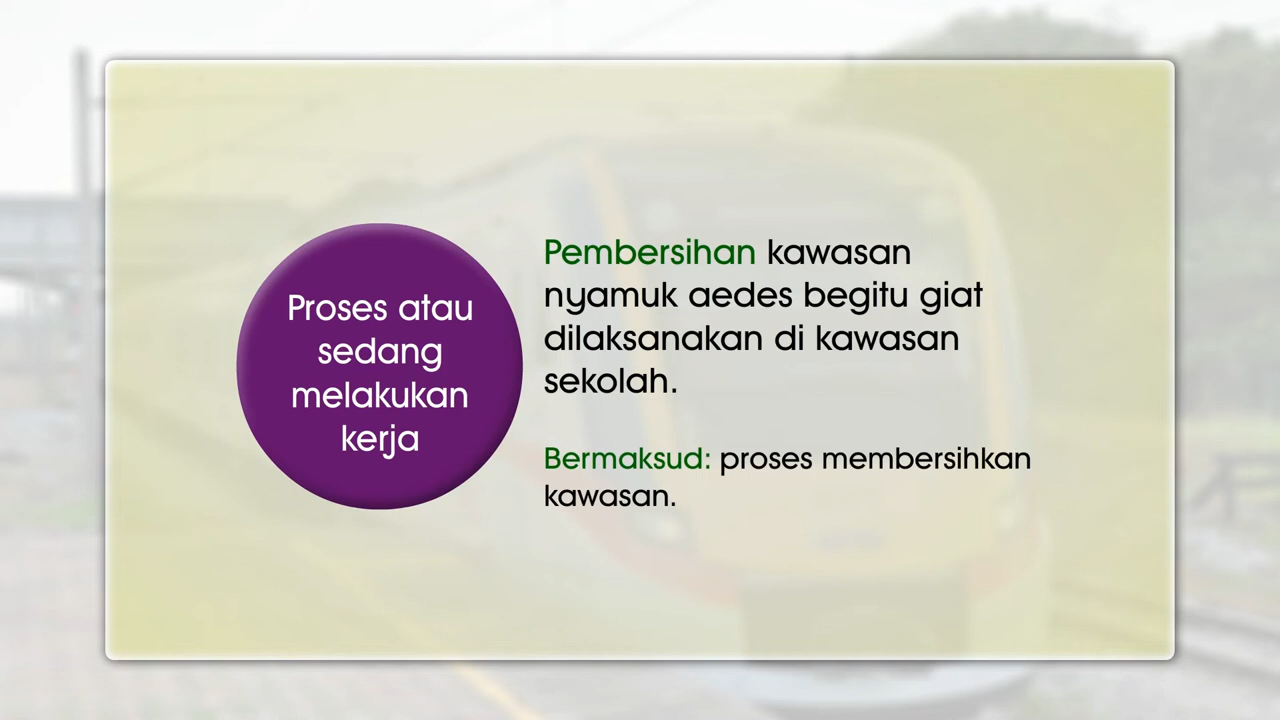 Proses atau
sedang
melakukan
kerja
Pembersihan kawasan
nyamuk aedes begitu giat
dilaksanakan di kawasan
sekolah.
Bermaksud: proses membersihkan
kawasan.